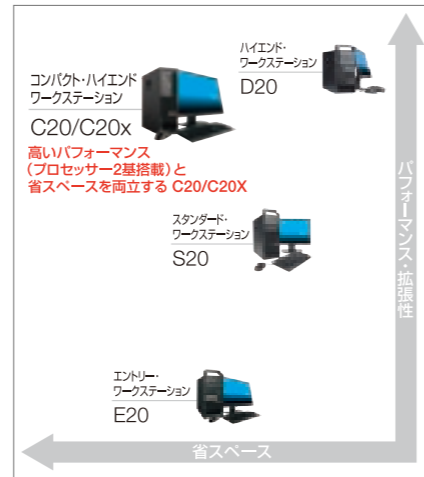 ハイエンド・
ワークステーション
D20
コンパクト・ハイエンド
ワークステーション
C20/C20x
高いパフォーマンス
（プロセッサー2基搭載）と
省スペースを両立する C20/C20X
スタンダード・
ワークステーション
S20
エントリー・
ワークステーション
E20
パフォーマンス・拡張性
省スペース